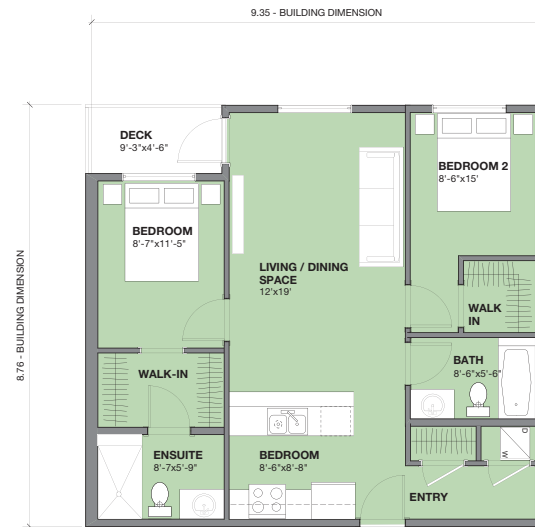 9.35 - BUILDING DIMENSION
8.76 - BUILDING DIMENSION
DECK
9'-3"x4'-6"
BEDROOM
8'-7"x11'-5"
LIVING / DINING
SPACE
12'x19'
BEDROOM 2
8'-6"x15'
WALK
IN
WALK-IN
BATH
8'-6"x5'-6"
ENSUITE
8'-7x5'-9"
BEDROOM
8'-6"x8'-8"
D
W
ENTRY